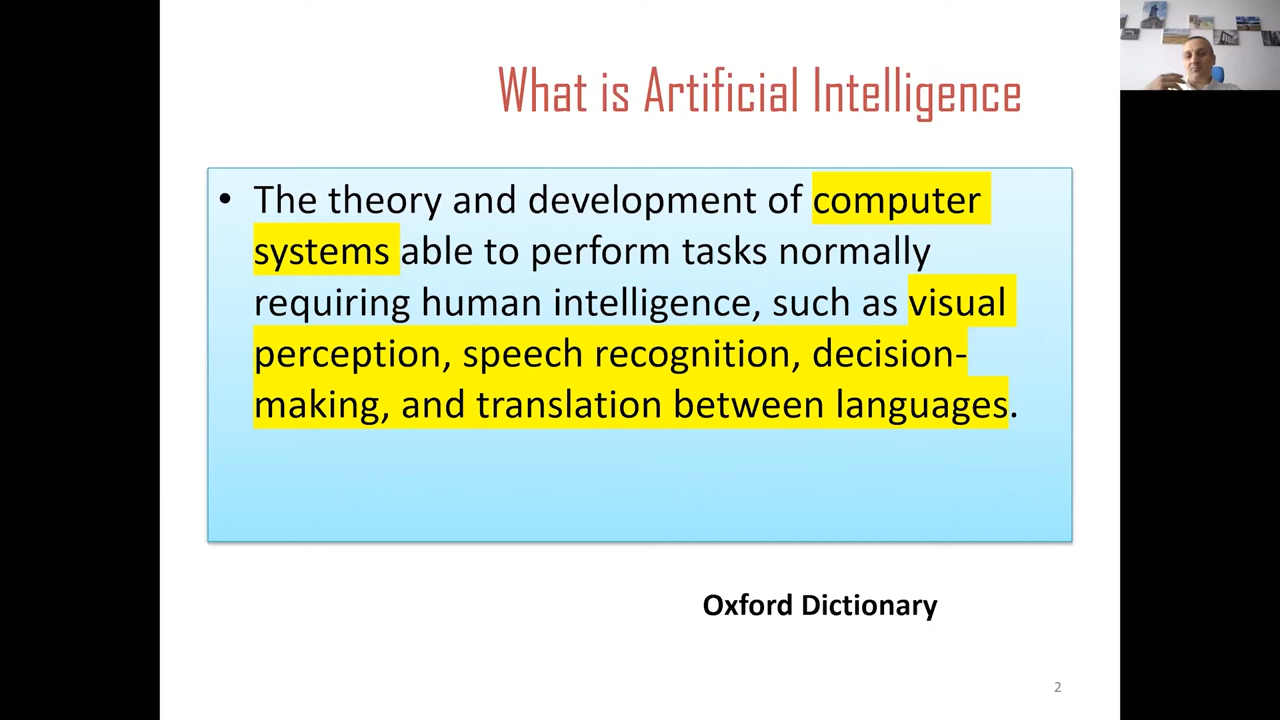 What is Artificial Intelligence
• The theory and development of computer
systems able to perform tasks normally
requiring human intelligence, such as visual
perception, speech recognition, decision-
making, and translation between languages.
Oxford Dictionary
2